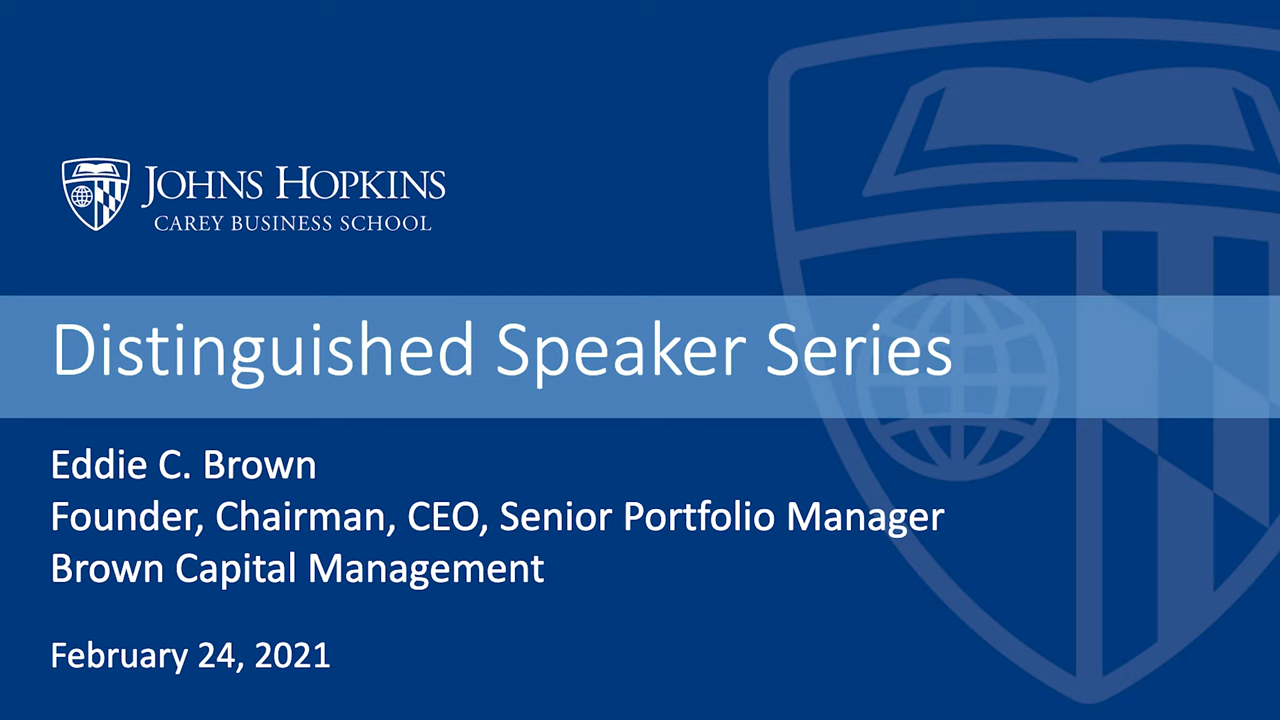 JOHNS HOPKINS
CAREY BUSINESS SCHOOL
Distinguished Speaker Series
Eddie C. Brown
Founder, Chairman, CEO, Senior Portfolio Manager
Brown Capital Management
February 24, 2021